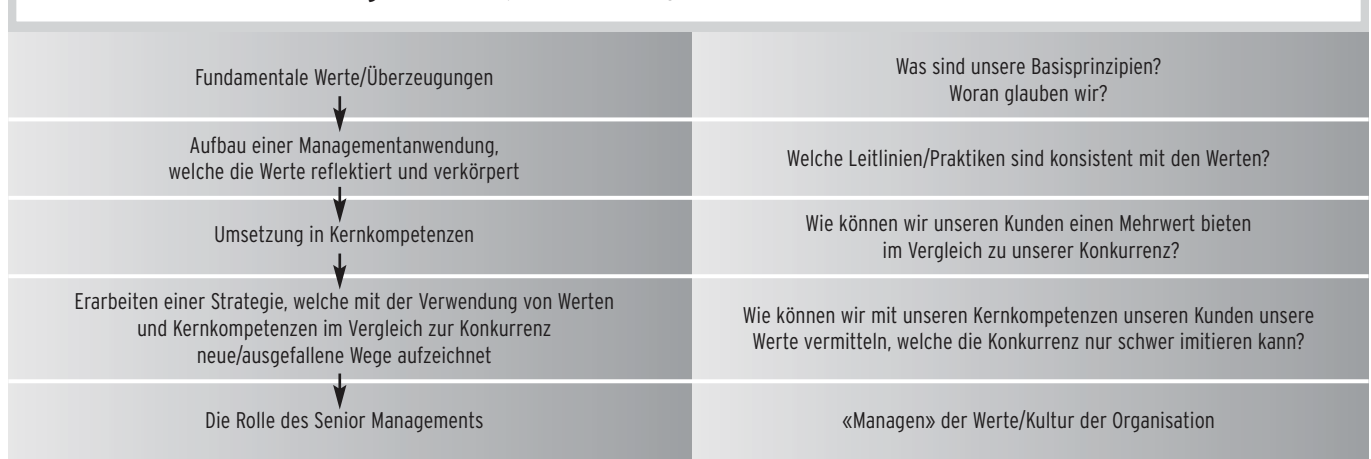 Fundamentale Werte/Überzeugungen
Was sind unsere Basisprinzipien?
Woran glauben wir?
Aufbau einer Managementanwendung,
welche die Werte reflektiert und verkörpert
Welche Leitlinien/Praktiken sind konsistent mit den Werten?
Umsetzung in Kernkompetenzen
Wie können wir unseren Kunden einen Mehrwert bieten
im Vergleich zu unserer Konkurrenz?
Erarbeiten einer Strategie, welche mit der Verwendung von Werten
und Kernkompetenzen im Vergleich zur Konkurrenz
neue/ausgefallene Wege aufzeichnet
Wie können wir mit unseren Kernkompetenzen unseren Kunden unsere
Werte vermitteln, welche die Konkurrenz nur schwer imitieren kann?
Die Rolle des Senior Managements
«Managen» der Werte/Kultur der Organisation